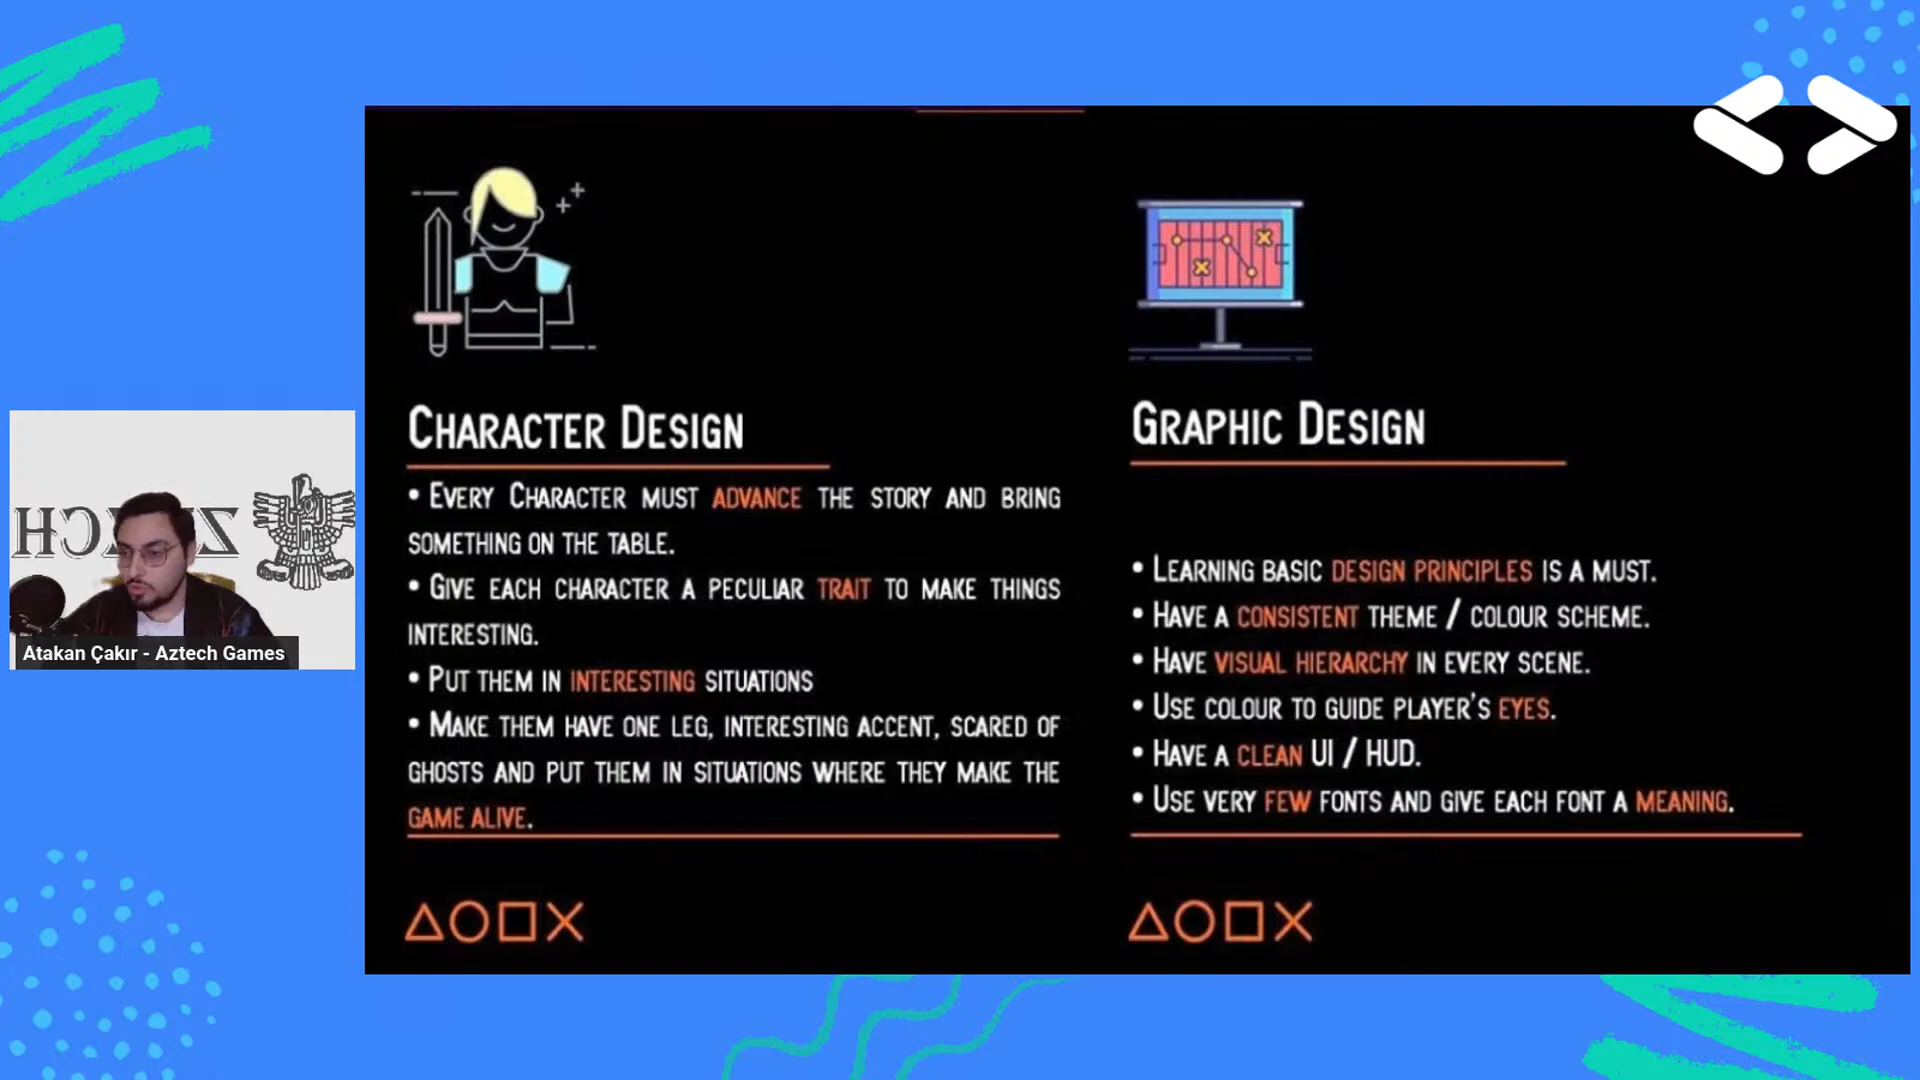 CHARACTER DESIGN
• EVERY CHARACTER MUST ADVANCE THE STORY AND BRING
SOMETHING ON THE TABLE.
• GIVE EACH CHARACTER A PECULIAR TRAIT TO MAKE THINGS
INTERESTING.
• PUT THEM IN INTERESTING SITUATIONS
• MAKE THEM HAVE ONE LEG, INTERESTING ACCENT, SCARED OF
GHOSTS AND PUT THEM IN SITUATIONS WHERE THEY MAKE THE
GAME ALIVE.
GRAPHIC DESIGN
• LEARNING BASIC DESIGN PRINCIPLES IS A MUST.
• HAVE A CONSISTENT THEME / COLOUR SCHEME.
• HAVE VISUAL HIERARCHY IN EVERY SCENE.
• USE COLOUR TO GUIDE PLAYER'S EYES.
• HAVE A CLEAN UI / HUD.
• USE VERY FEW FONTS AND GIVE EACH FONT A MEANING.
Atakan Çakır - Aztech Games